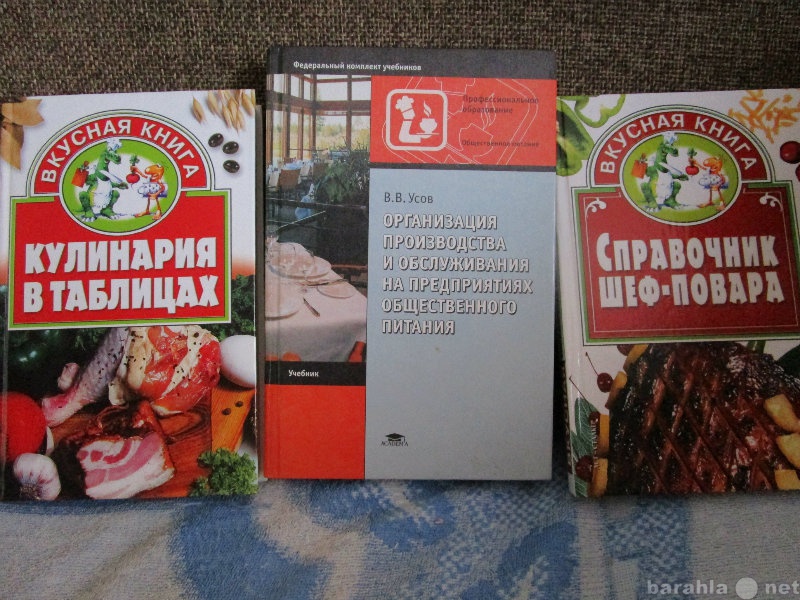 ВКУСНАЯ КНИГА
КУЛИНАРИЯ
В ТАБЛИЦАХ
Федеральный комплект учебников
Профессиональное
образование
Общественное питание
В. В. Усов
ОРГАНИЗАЦИЯ
ПРОИЗВОДСТВА
И ОБСЛУЖИВАНИЯ
НА ПРЕДПРИЯТИЯХ
ОБЩЕСТВЕННОГО
ПИТАНИЯ
Учебник
ACADEMA
ВКУСНАЯ КНИГА
СПРАВОЧНИК
ШЕФ-ПОВАРА
barahla.net